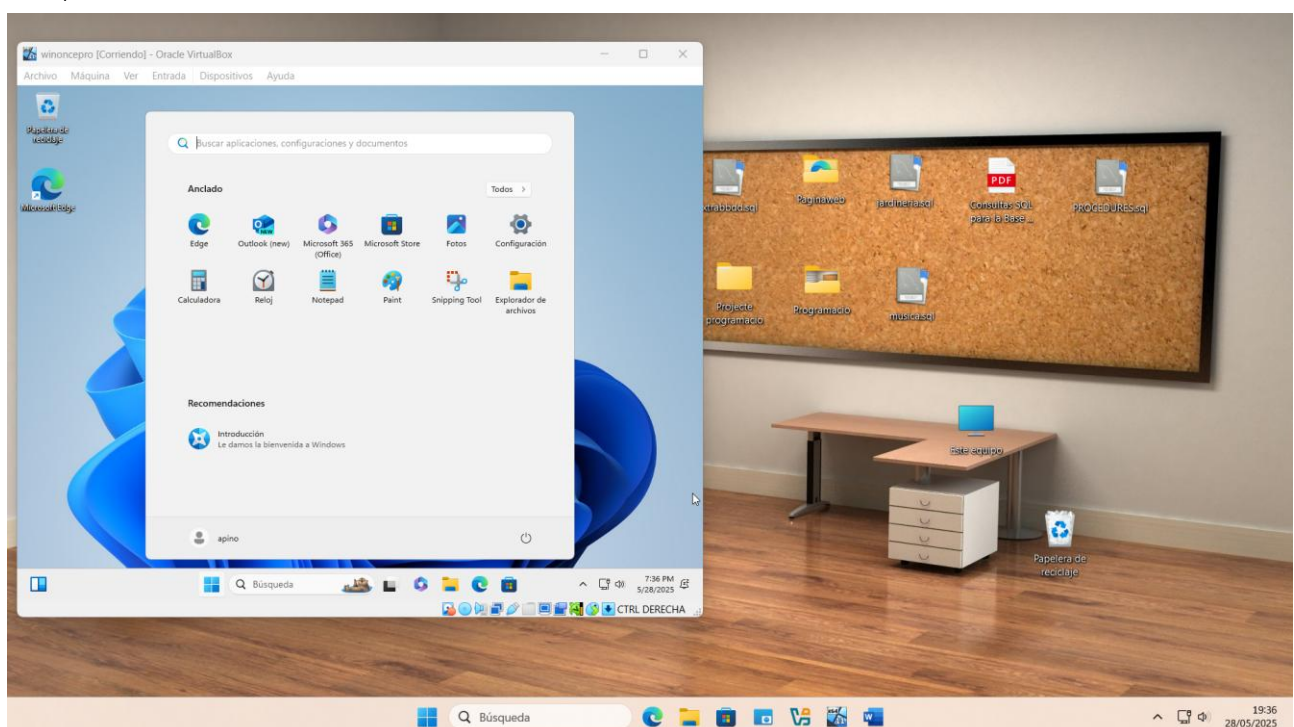 winoncepro [Corriendo] - Oracle VirtualBox
Archivo Máquina Ver Entrada Dispositivos Ayuda
Papelera de
reciclaje
Microsoft Edge
Buscar aplicaciones, configuraciones y documentos
Anclado
Todos >
Edge
Outlook (new)
Microsoft 365
(Office)
Microsoft Store
Fotos
Configuración
Calculadora
Reloj
Notepad
Paint
Snipping Tool
Explorador de
archivos
Recomendaciones
Introducción
Le damos la bienvenida a Windows
apino
Búsqueda
7:36 PM
5/28/2025
CTRL DERECHA
Paginaweb
jardineria.sql
PDF
Consultas SQL
para la Base ...
PROCEDURES.sql
Projecte
programacio
Programacio
musica.sql
Este equipo
Papelera de
reciclaje
Búsqueda
19:36
28/05/2025